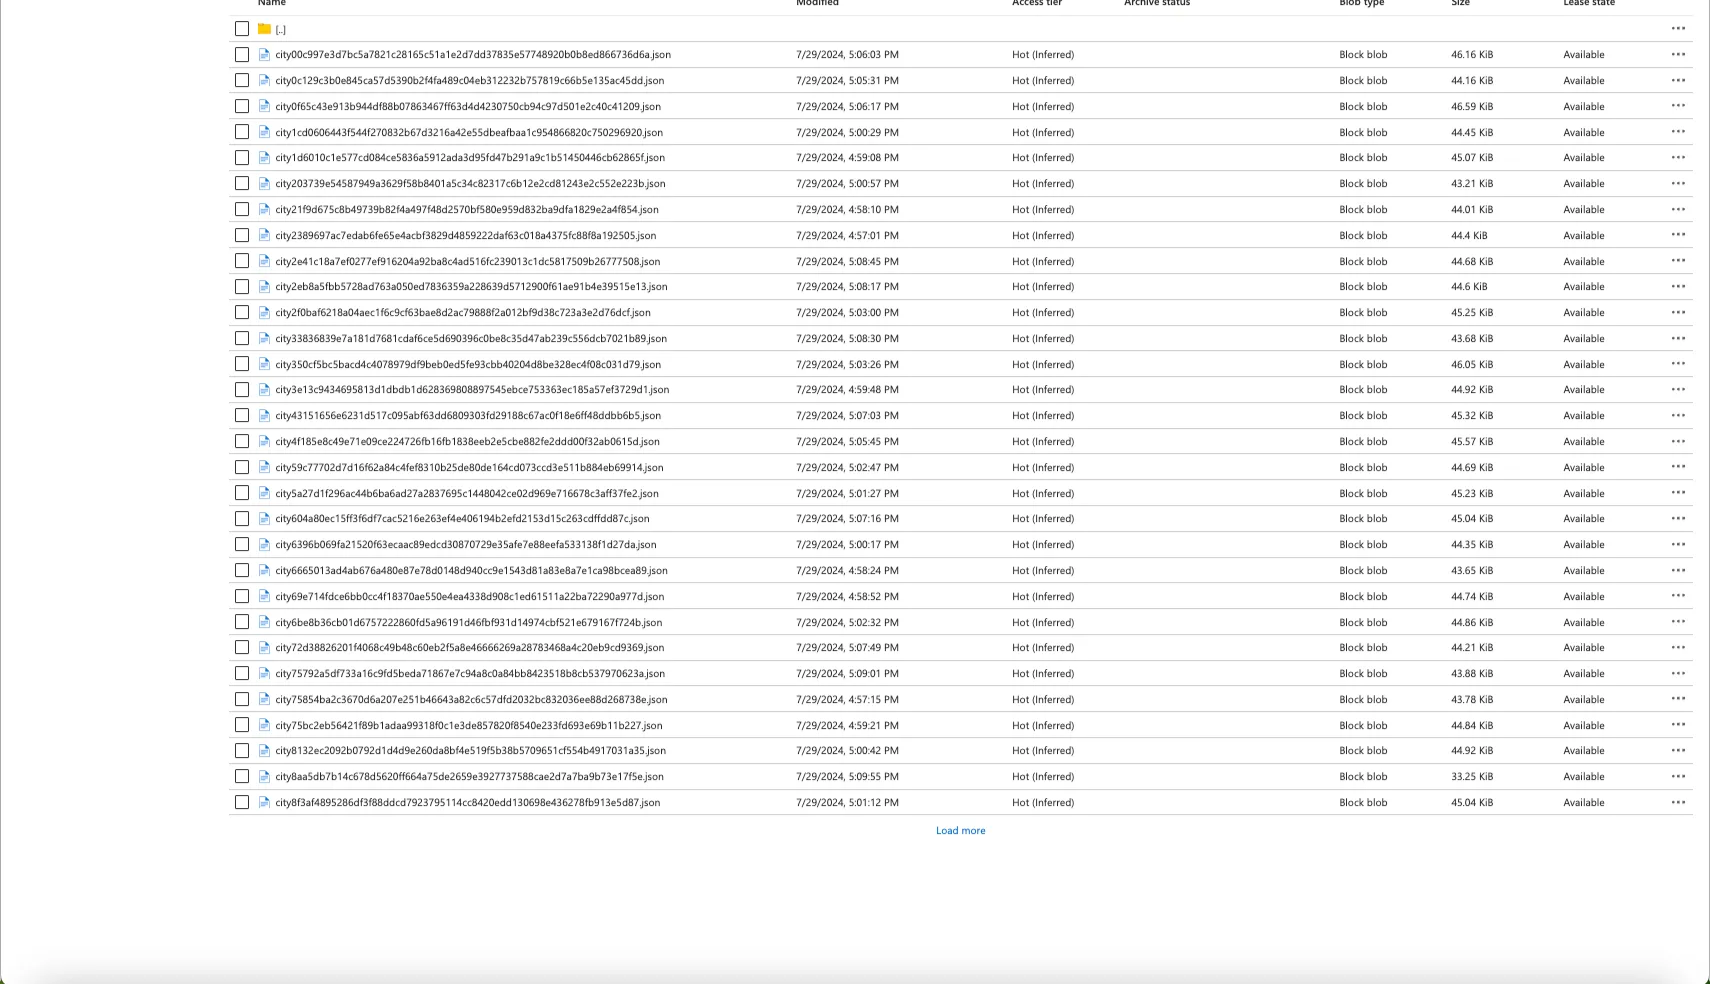 Name Modified Access tier Archive status Blob type Size Lease state
[..]
city00c997e3d7bc5a7821c28165c51a1e2d7dd37835e57748920b0b8ed866736d6a.json 7/29/2024, 5:06:03 PM Hot (Inferred) Block blob 46.16 KiB Available
city0c129c3b0e845ca57d5390b2f4fa489c04eb312232b757819c66b5e135ac45dd.json 7/29/2024, 5:05:31 PM Hot (Inferred) Block blob 44.16 KiB Available
city0f65c43e913b944df88b07863467ff63d4d4230750cb94c97d501e2c40c41209.json 7/29/2024, 5:06:17 PM Hot (Inferred) Block blob 46.59 KiB Available
city1cd0606443f544f270832b67d3216a42e55dbeafbaa1c954866820c750296920.json 7/29/2024, 5:00:29 PM Hot (Inferred) Block blob 44.45 KiB Available
city1d6010c1e577cd084ce5836a5912ada3d95fd47b291a9c1b51450446cb62865f.json 7/29/2024, 4:59:08 PM Hot (Inferred) Block blob 45.07 KiB Available
city203739e54587949a3629f58b8401a5c34c82317c6b12e2cd81243e2c552e223b.json 7/29/2024, 5:00:57 PM Hot (Inferred) Block blob 43.21 KiB Available
city21f9d675c8b49739b82f4a497f48d2570bf580e959d832ba9dfa1829e2a4f854.json 7/29/2024, 4:58:10 PM Hot (Inferred) Block blob 44.01 KiB Available
city2389697ac7edab6fe65e4acbf3829d4859222daf63c018a4375fc88f8a192505.json 7/29/2024, 4:57:01 PM Hot (Inferred) Block blob 44.4 KiB Available
city2e41c18a7ef0277ef916204a92ba8c4ad516fc239013c1dc5817509b26777508.json 7/29/2024, 5:08:45 PM Hot (Inferred) Block blob 44.68 KiB Available
city2eb8a5fbb5728ad763a050ed7836359a228639d5712900f61ae91b4e39515e13.json 7/29/2024, 5:08:17 PM Hot (Inferred) Block blob 44.6 KiB Available
city2f0baf6218a04aec1f6c9cf63bae8d2ac79888f2a012bf9d38c723a3e2d76dcf.json 7/29/2024, 5:03:00 PM Hot (Inferred) Block blob 45.25 KiB Available
city33836839e7a181d7681cdaf6ce5d690396c0be8c35d47ab239c556dcb7021b89.json 7/29/2024, 5:08:30 PM Hot (Inferred) Block blob 43.68 KiB Available
city350cf5bc5bacd4c4078979df9beb0ed5fe93cbb40204d8be328ec4f08c031d79.json 7/29/2024, 5:03:26 PM Hot (Inferred) Block blob 46.05 KiB Available
city3e13c9434695813d1dbdb1d628369808897545ebce753363ec185a57ef3729d1.json 7/29/2024, 4:59:48 PM Hot (Inferred) Block blob 44.92 KiB Available
city43151656e6231d517c095abf63dd6809303fd29188c67ac0f18e6ff48ddbb6b5.json 7/29/2024, 5:07:03 PM Hot (Inferred) Block blob 45.32 KiB Available
city4f185e8c49e71e09ce224726fb16fb1838eeb2e5cbe882fe2ddd00f32ab0615d.json 7/29/2024, 5:05:45 PM Hot (Inferred) Block blob 45.57 KiB Available
city59c77702d7d16f62a84c4fef8310b25de80de164cd073ccd3e511b884eb69914.json 7/29/2024, 5:02:47 PM Hot (Inferred) Block blob 44.69 KiB Available
city5a27d1f296ac44b6ba6ad27a2837695c1448042ce02d969e716678c3aff37fe2.json 7/29/2024, 5:01:27 PM Hot (Inferred) Block blob 45.23 KiB Available
city604a80ec15ff3f6df7cac5216e263ef4e406194b2efd2153d15c263cdffdd87c.json 7/29/2024, 5:07:16 PM Hot (Inferred) Block blob 45.04 KiB Available
city6396b069fa21520f63ecaac89edcd30870729e35afe7e88eefa533138f1d27da.json 7/29/2024, 5:00:17 PM Hot (Inferred) Block blob 44.35 KiB Available
city6665013ad4ab676a480e87e78d0148d940cc9e1543d81a83e8a7e1ca98bcea89.json 7/29/2024, 4:58:24 PM Hot (Inferred) Block blob 43.65 KiB Available
city69e714fdce6bb0cc4f18370ae550e4ea4338d908c1ed61511a22ba72290a977d.json 7/29/2024, 4:58:52 PM Hot (Inferred) Block blob 44.74 KiB Available
city6be8b36cb01d6757222860fd5a96191d46fbf931d14974cbf521e679167f724b.json 7/29/2024, 5:02:32 PM Hot (Inferred) Block blob 44.86 KiB Available
city72d38826201f4068c49b48c60eb2f5a8e46666269a28783468a4c20eb9cd9369.json 7/29/2024, 5:07:49 PM Hot (Inferred) Block blob 44.21 KiB Available
city75792a5df733a16c9fd5beda71867e7c94a8c0a84bb8423518b8cb537970623a.json 7/29/2024, 5:09:01 PM Hot (Inferred) Block blob 43.88 KiB Available
city75854ba2c3670d6a207e251b46643a82c6c57dfd2032bc832036ee88d268738e.json 7/29/2024, 4:57:15 PM Hot (Inferred) Block blob 43.78 KiB Available
city75bc2eb56421f89b1adaa99318f0c1e3de857820f8540e233fd693e69b11b227.json 7/29/2024, 4:59:21 PM Hot (Inferred) Block blob 44.84 KiB Available
city8132ec2092b0792d1d4d9e260da8bf4e519f5b38b5709651cf554b4917031a35.json 7/29/2024, 5:00:42 PM Hot (Inferred) Block blob 44.92 KiB Available
city8aa5db7b14c678d5620ff664a75de2659e3927737588cae2d7a7ba9b73e17f5e.json 7/29/2024, 5:09:55 PM Hot (Inferred) Block blob 33.25 KiB Available
city8f3af4895286df3f88ddcd7923795114cc8420edd130698e436278fb913e5d87.json 7/29/2024, 5:01:12 PM Hot (Inferred) Block blob 45.04 KiB Available
Load more